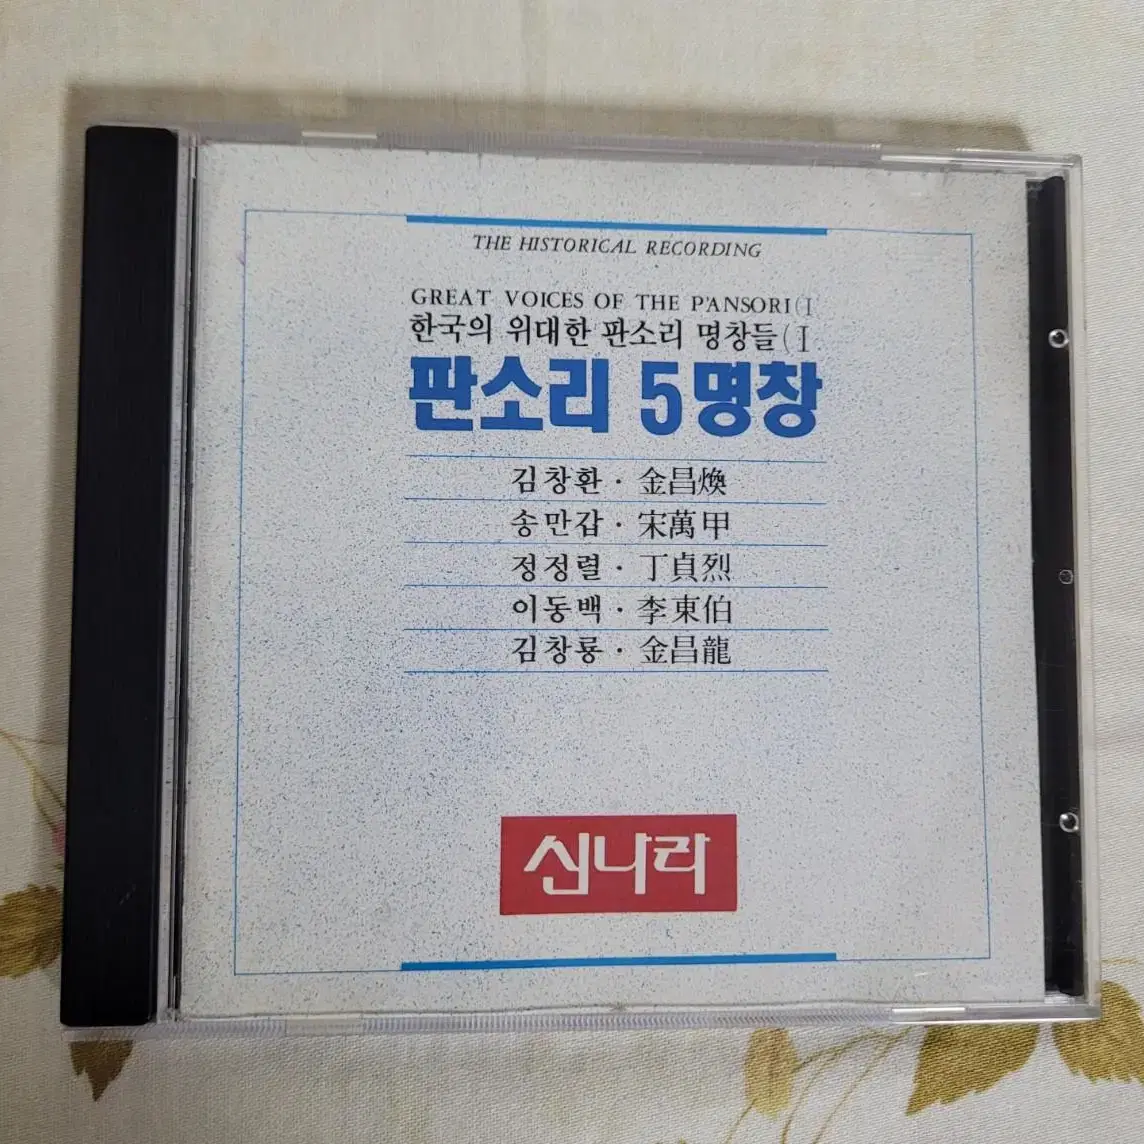 THE HISTORICAL RECORDING
GREAT VOICES OF THE P'ANSORI(I
한국의 위대한 판소리 명창들(I
판소리 5명창
김창환 · 金昌煥
송만갑 · 宋萬甲
정정렬 · 丁貞烈
이동백 · 李東伯
김창룡 · 金昌龍
신나라